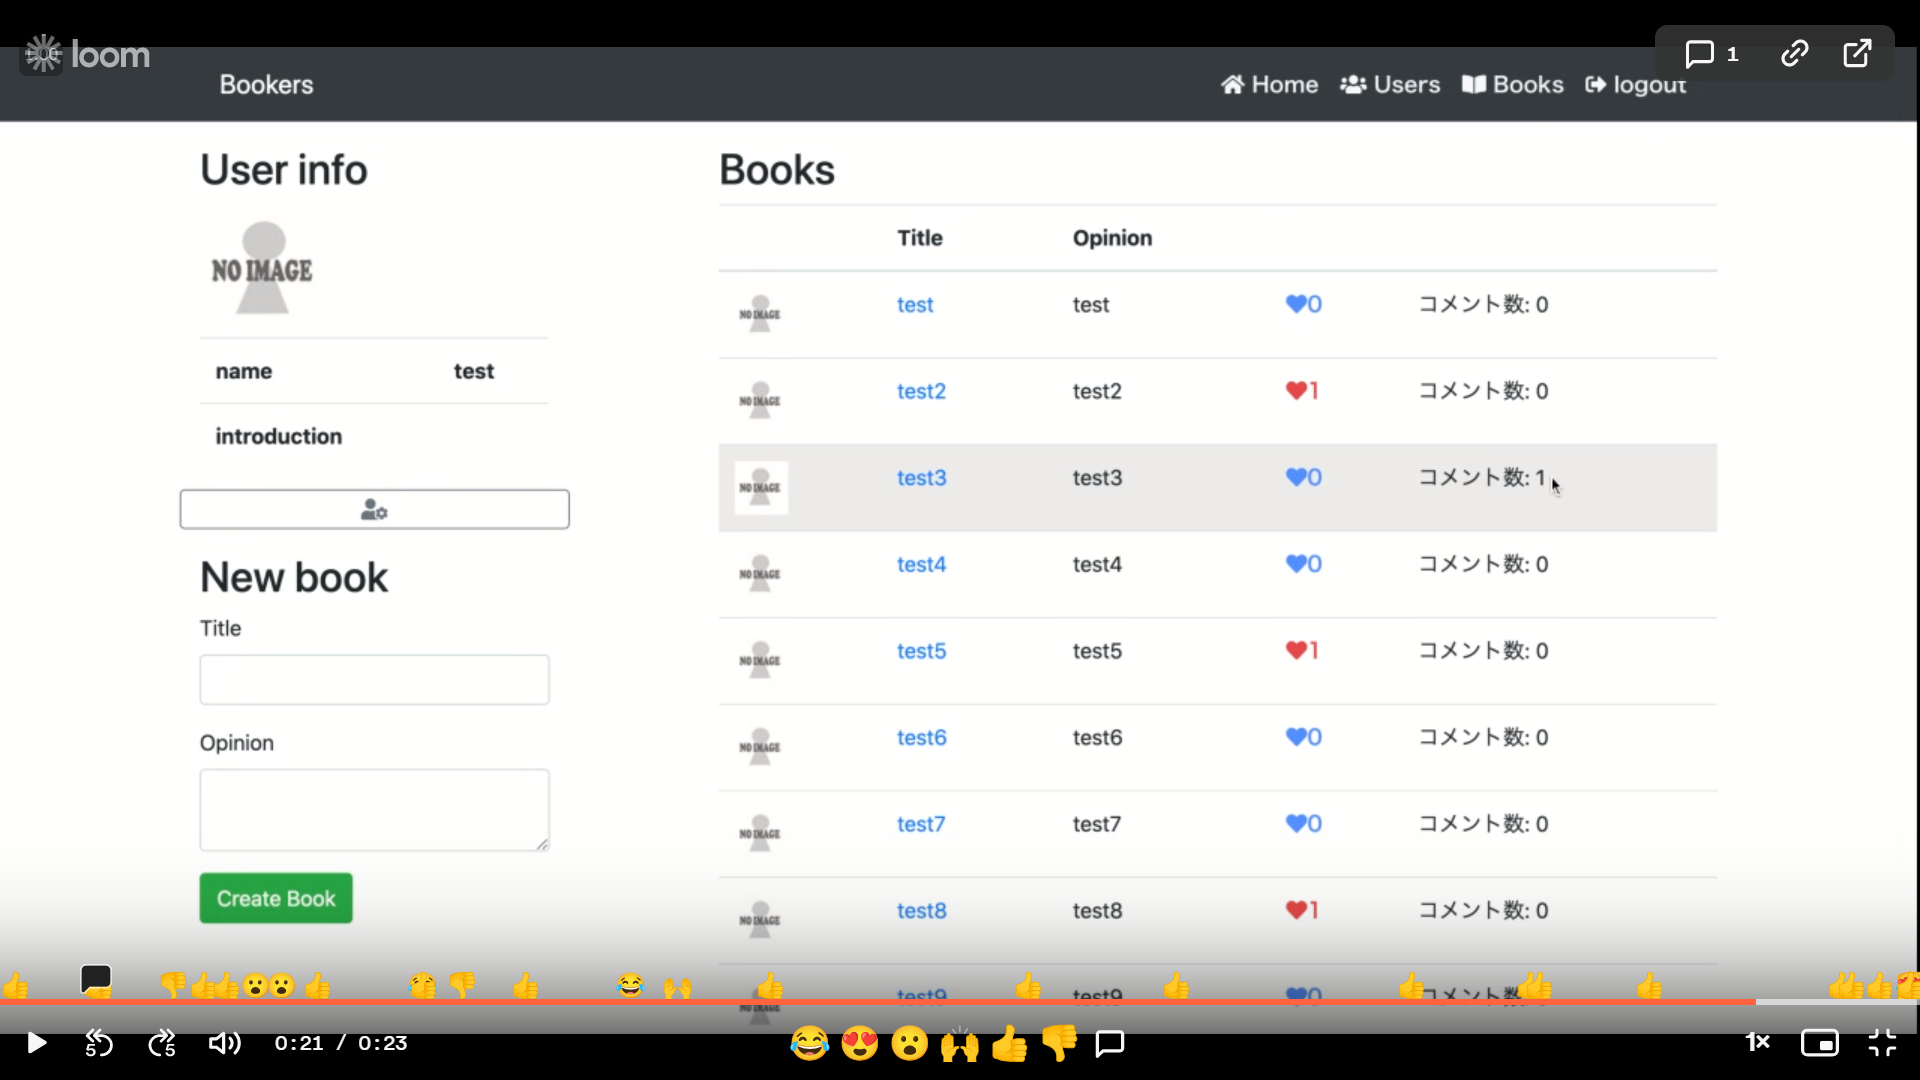 loom
1
Bookers
Home Users Books logout
User info
NO IMAGE
name test
introduction
New book
Title
Opinion
Create Book
Books
Title Opinion
NO IMAGE test test 0 コメント数: 0
NO IMAGE test2 test2 1 コメント数: 0
NO IMAGE test3 test3 0 コメント数: 1
NO IMAGE test4 test4 0 コメント数: 0
NO IMAGE test5 test5 1 コメント数: 0
NO IMAGE test6 test6 0 コメント数: 0
NO IMAGE test7 test7 0 コメント数: 0
NO IMAGE test8 test8 1 コメント数: 0
NO IMAGE test9 test9 0 コメント数
5 5 0:21 / 0:23 1×